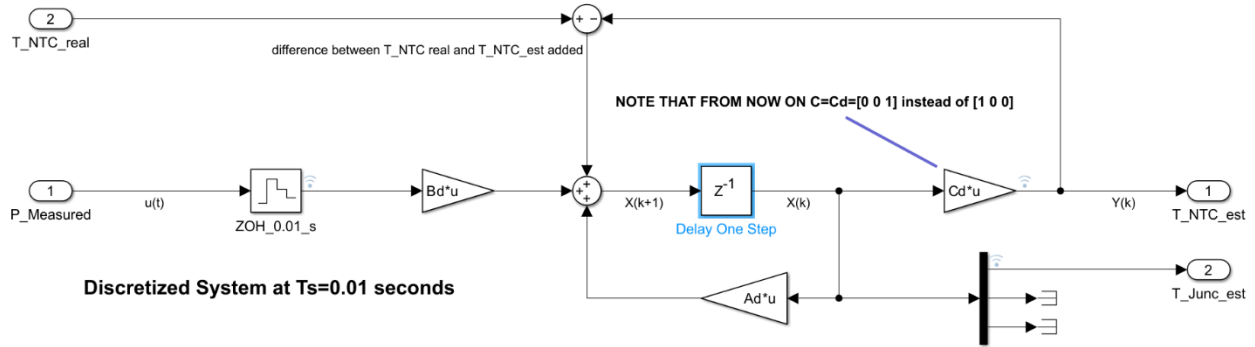 2
T_NTC_real
+ −
difference between T_NTC real and T_NTC_est added
NOTE THAT FROM NOW ON C=Cd=[0 0 1] instead of [1 0 0]
1
P_Measured
u(t)
ZOH_0.01_s
Bd*u
+
+
+
X(k+1)
Z-1
Delay One Step
X(k)
Cd*u
Y(k)
1
T_NTC_est
Discretized System at Ts=0.01 seconds
Ad*u
2
T_Junc_est